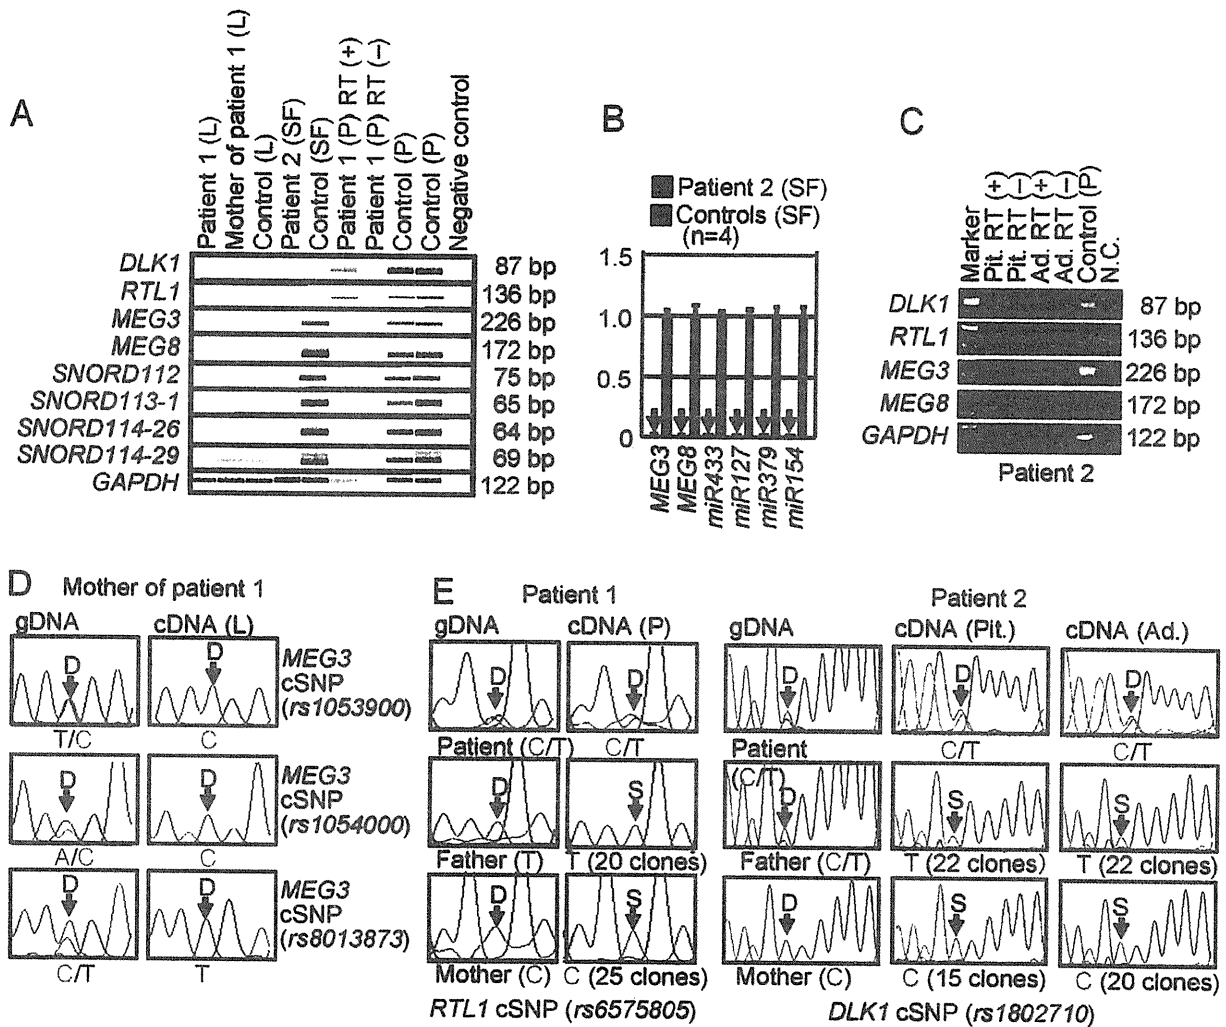 A
Patient 1 (L)
Mother of patient 1 (L)
Control (L)
Patient 2 (SF)
Control (SF)
Patient 1 (P) RT (+)
Patient 1 (P) RT (−)
Control (P)
Control (P)
Negative control
DLK1 87 bp
RTL1 136 bp
MEG3 226 bp
MEG8 172 bp
SNORD112 75 bp
SNORD113-1 65 bp
SNORD114-26 64 bp
SNORD114-29 69 bp
GAPDH 122 bp
B
Patient 2 (SF)
Controls (SF)
(n=4)
1.5
1.0
0.5
0
MEG3
MEG8
miR433
miR127
miR379
miR154
C
Marker
Pit. RT (+)
Pit. RT (−)
Ad. RT (+)
Ad. RT (−)
Control (P)
N.C.
DLK1 87 bp
RTL1 136 bp
MEG3 226 bp
MEG8 172 bp
GAPDH 122 bp
Patient 2
D Mother of patient 1
gDNA cDNA (L)
D D
MEG3
cSNP
(rs1053900)
T/C C
D D
MEG3
cSNP
(rs1054000)
A/C C
D D
MEG3
cSNP
(rs8013873)
C/T T
E Patient 1 Patient 2
gDNA cDNA (P) gDNA cDNA (Pit.) cDNA (Ad.)
D D D D D
Patient (C/T) C/T Patient (C/T) C/T C/T
D S D S S
Father (T) T (20 clones) Father (C/T) T (22 clones) T (22 clones)
D S D S S
Mother (C) C (25 clones) Mother (C) C (15 clones) C (20 clones)
RTL1 cSNP (rs6575805) DLK1 cSNP (rs1802710)